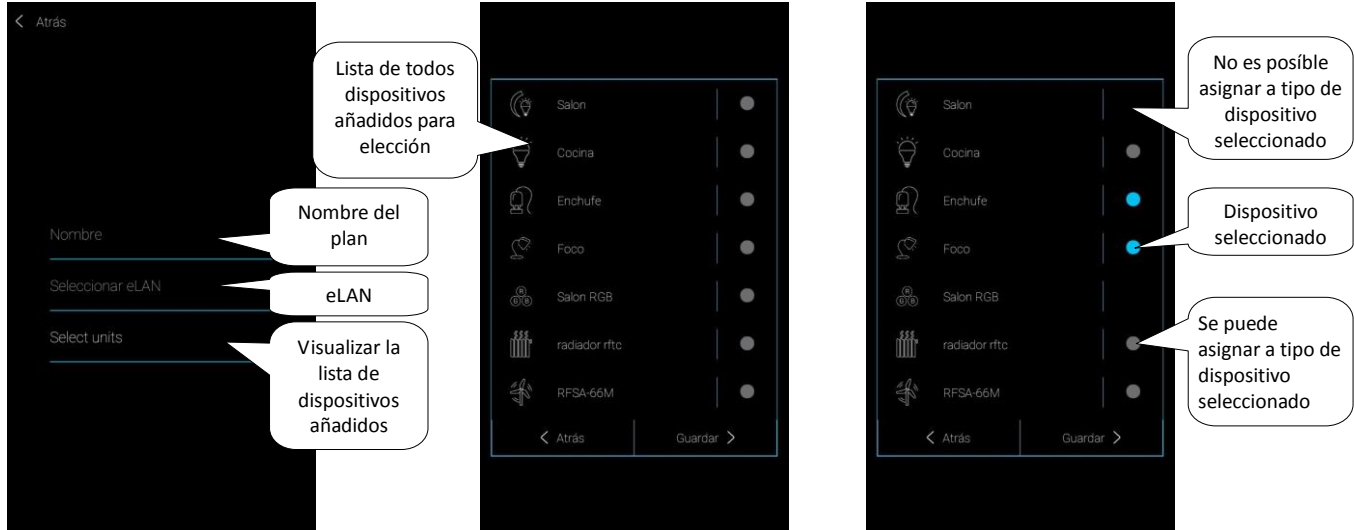 Atrás
Nombre
Seleccionar eLAN
Select units
Nombre del
plan
eLAN
Visualizar la
lista de
dispositivos
añadidos
Lista de todos
dispositivos
añadidos para
elección
Salon
Cocina
Enchufe
Foco
Salon RGB
R
G B
radiador rftc
RFSA-66M
Atrás
Guardar
Salon
Cocina
Enchufe
Foco
Salon RGB
R
G B
radiador rftc
RFSA-66M
Atrás
Guardar
No es posíble
asignar a tipo de
dispositivo
seleccionado
Dispositivo
seleccionado
Se puede
asignar a tipo de
dispositivo
seleccionado